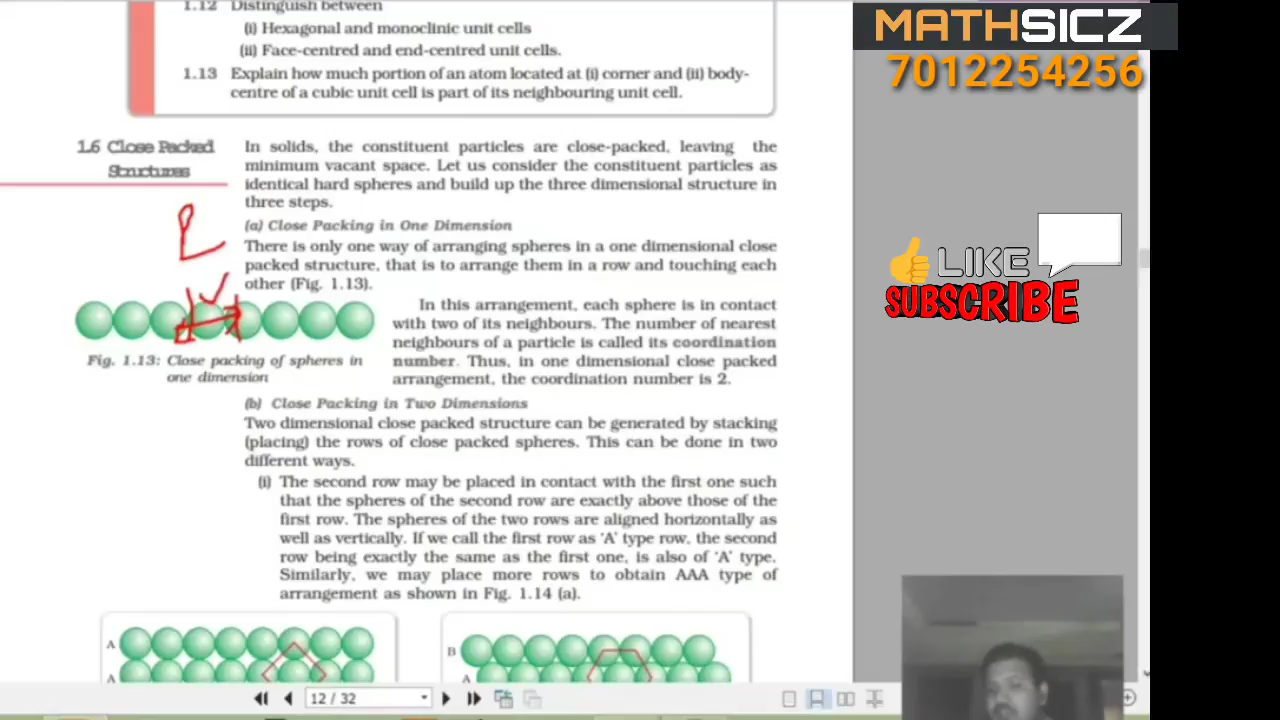 1.12 Distinguish between
(i) Hexagonal and monoclinic unit cells
(ii) Face-centred and end-centred unit cells.
1.13 Explain how much portion of an atom located at (i) corner and (ii) body-
centre of a cubic unit cell is part of its neighbouring unit cell.
1.6 Close Packed
Structures
In solids, the constituent particles are close-packed, leaving the
minimum vacant space. Let us consider the constituent particles as
identical hard spheres and build up the three dimensional structure in
three steps.
(a) Close Packing in One Dimension
There is only one way of arranging spheres in a one dimensional close
packed structure, that is to arrange them in a row and touching each
other (Fig. 1.13).
In this arrangement, each sphere is in contact
with two of its neighbours. The number of nearest
neighbours of a particle is called its coordination
number. Thus, in one dimensional close packed
arrangement, the coordination number is 2.
Fig. 1.13: Close packing of spheres in
one dimension
(b) Close Packing in Two Dimensions
Two dimensional close packed structure can be generated by stacking
(placing) the rows of close packed spheres. This can be done in two
different ways.
(i) The second row may be placed in contact with the first one such
that the spheres of the second row are exactly above those of the
first row. The spheres of the two rows are aligned horizontally as
well as vertically. If we call the first row as 'A' type row, the second
row being exactly the same as the first one, is also of 'A' type.
Similarly, we may place more rows to obtain AAA type of
arrangement as shown in Fig. 1.14 (a).
A
A
B
A
12 / 32
MATHSICZ
7012254256
LIKE
SUBSCRIBE